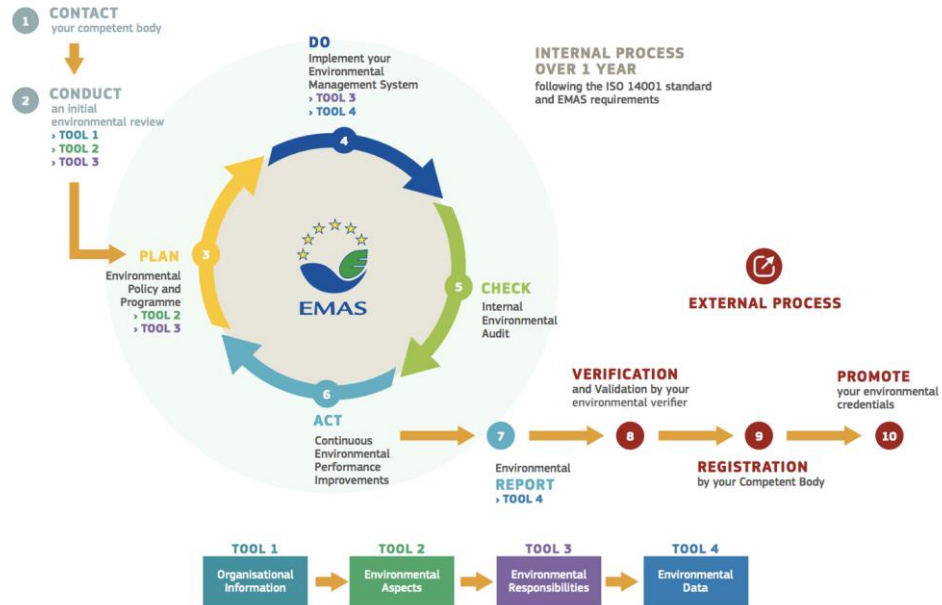 1
CONTACT
your competent body
2
CONDUCT
an initial
environmental review
› TOOL 1
› TOOL 2
› TOOL 3
DO
Implement your
Environmental
Management System
› TOOL 3
› TOOL 4
4
INTERNAL PROCESS
OVER 1 YEAR
following the ISO 14001 standard
and EMAS requirements
PLAN
3
Environmental
Policy and
Programme
› TOOL 2
› TOOL 3
EMAS
5
CHECK
Internal
Environmental
Audit
EXTERNAL PROCESS
6
ACT
Continuous
Environmental
Performance
Improvements
7
Environmental
REPORT
› TOOL 4
VERIFICATION
and Validation by your
environmental verifier
8
9
REGISTRATION
by your Competent Body
PROMOTE
your environmental
credentials
10
TOOL 1
Organisational
Information
TOOL 2
Environmental
Aspects
TOOL 3
Environmental
Responsibilities
TOOL 4
Environmental
Data